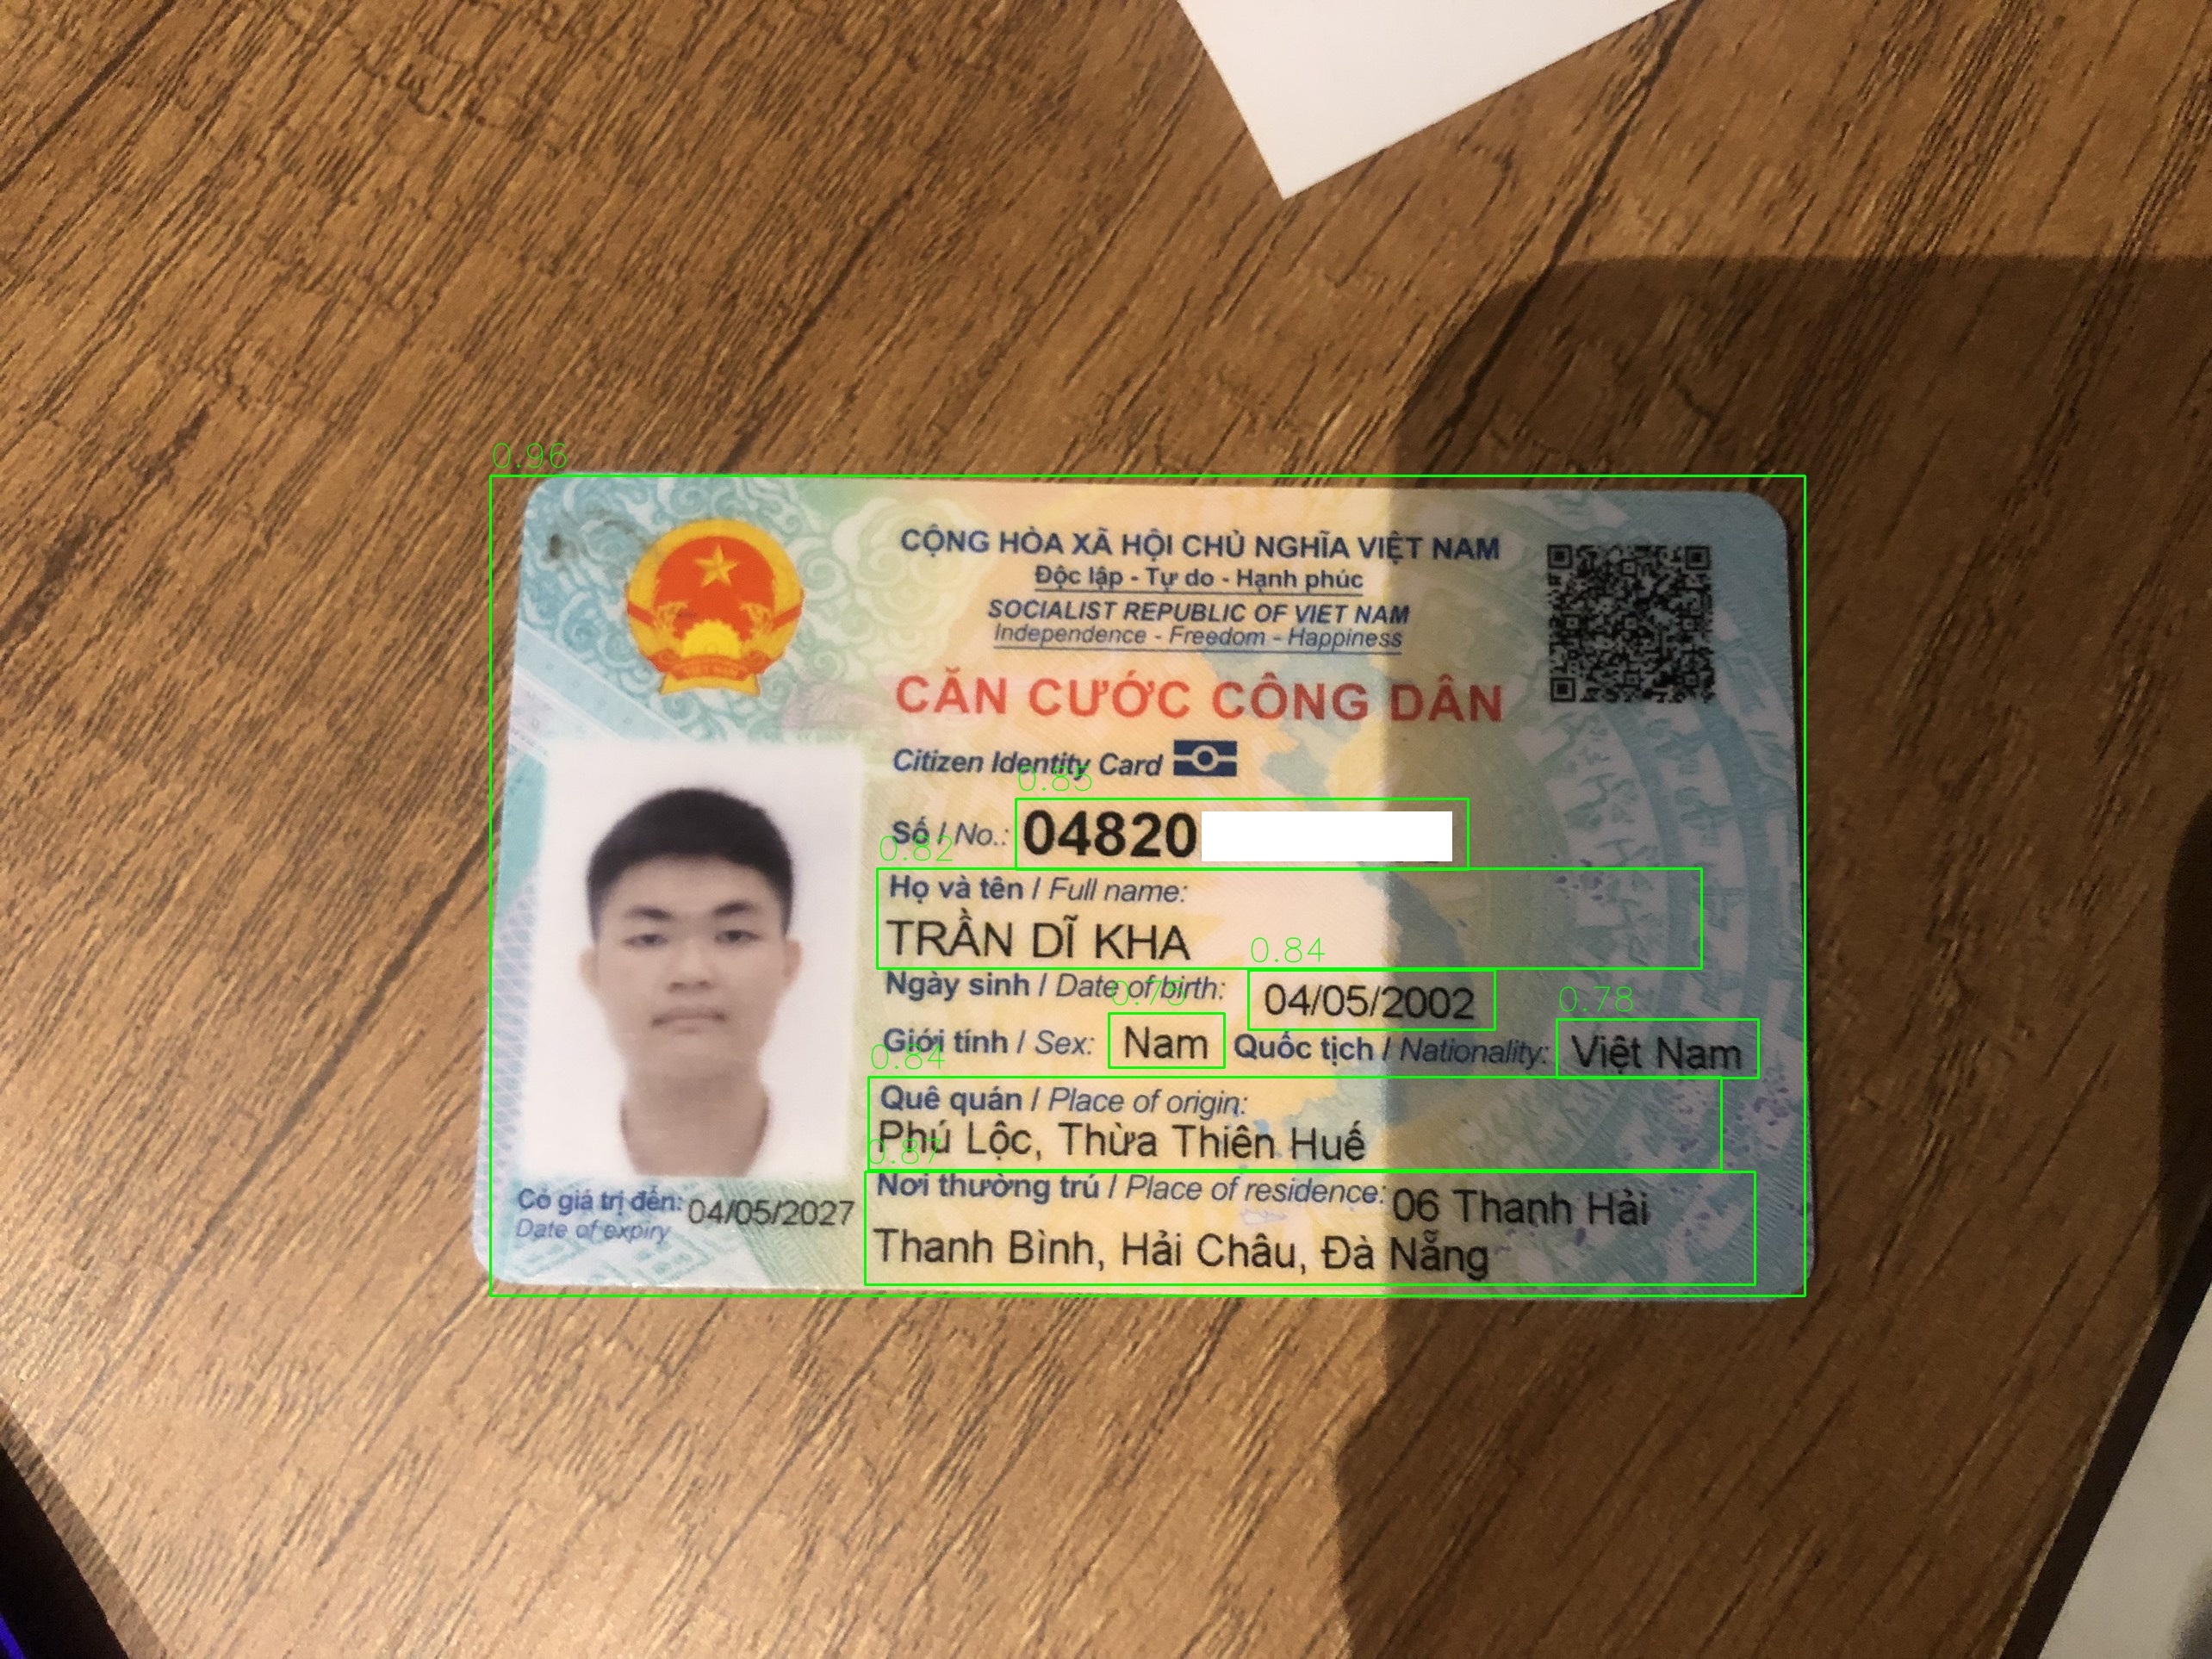 0.96
CỘNG HÒA XÃ HỘI CHỦ NGHĨA VIỆT NAM
Độc lập - Tự do - Hạnh phúc
SOCIALIST REPUBLIC OF VIET NAM
Independence - Freedom - Happiness
CĂN CƯỚC CÔNG DÂN
Citizen Identity Card
0.85
Số / No.: 04820
0.82
Họ và tên / Full name:
TRẦN DĨ KHA
0.84
Ngày sinh / Date of birth: 04/05/2002
0.75
0.78
Giới tính / Sex: Nam Quốc tịch / Nationality: Việt Nam
0.84
Quê quán / Place of origin:
Phú Lộc, Thừa Thiên Huế
0.87
Nơi thường trú / Place of residence: 06 Thanh Hải
Thanh Bình, Hải Châu, Đà Nẵng
Có giá trị đến: 04/05/2027
Date of expiry